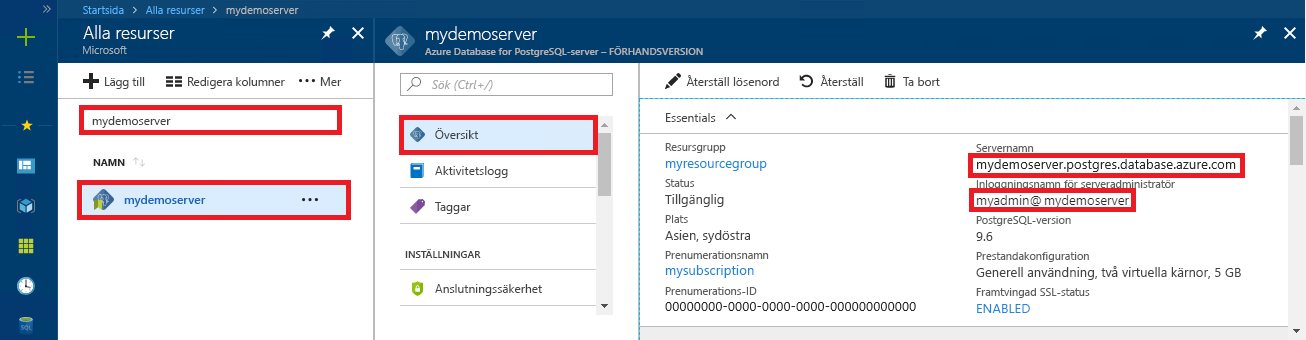 Startsida > Alla resurser > mydemoserver
Alla resurser
Microsoft
Lägg till
Redigera kolumner
Mer
mydemoserver
NAMN
mydemoserver
mydemoserver
Azure Database for PostgreSQL-server – FÖRHANDSVERSION
Sök (Ctrl+/)
Översikt
Aktivitetslogg
Taggar
INSTÄLLNINGAR
Anslutningssäkerhet
Återställ lösenord
Återställ
Ta bort
Essentials
Resursgrupp
myresourcegroup
Status
Tillgänglig
Plats
Asien, sydöstra
Prenumerationsnamn
mysubscription
Prenumerations-ID
00000000-0000-0000-0000-000000000000
Servernamn
mydemoserver.postgres.database.azure.com
Inloggningsnamn för serveradministratör
myadmin@ mydemoserver
PostgreSQL-version
9.6
Prestandakonfiguration
Generell användning, två virtuella kärnor, 5 GB
Framtvingad SSL-status
ENABLED
SQL